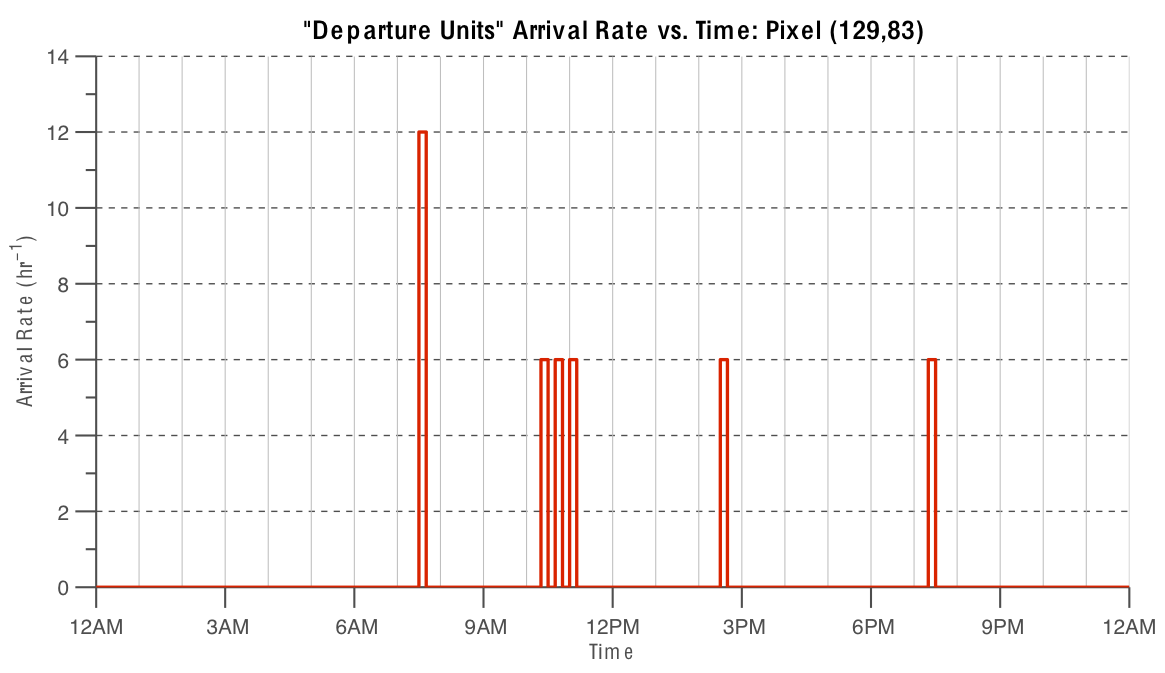 "Departure Units" Arrival Rate vs. Time: Pixel (129,83)
Arrival Rate (hr⁻¹)
14
12
10
8
6
4
2
0
12AM 3AM 6AM 9AM 12PM 3PM 6PM 9PM 12AM
Time